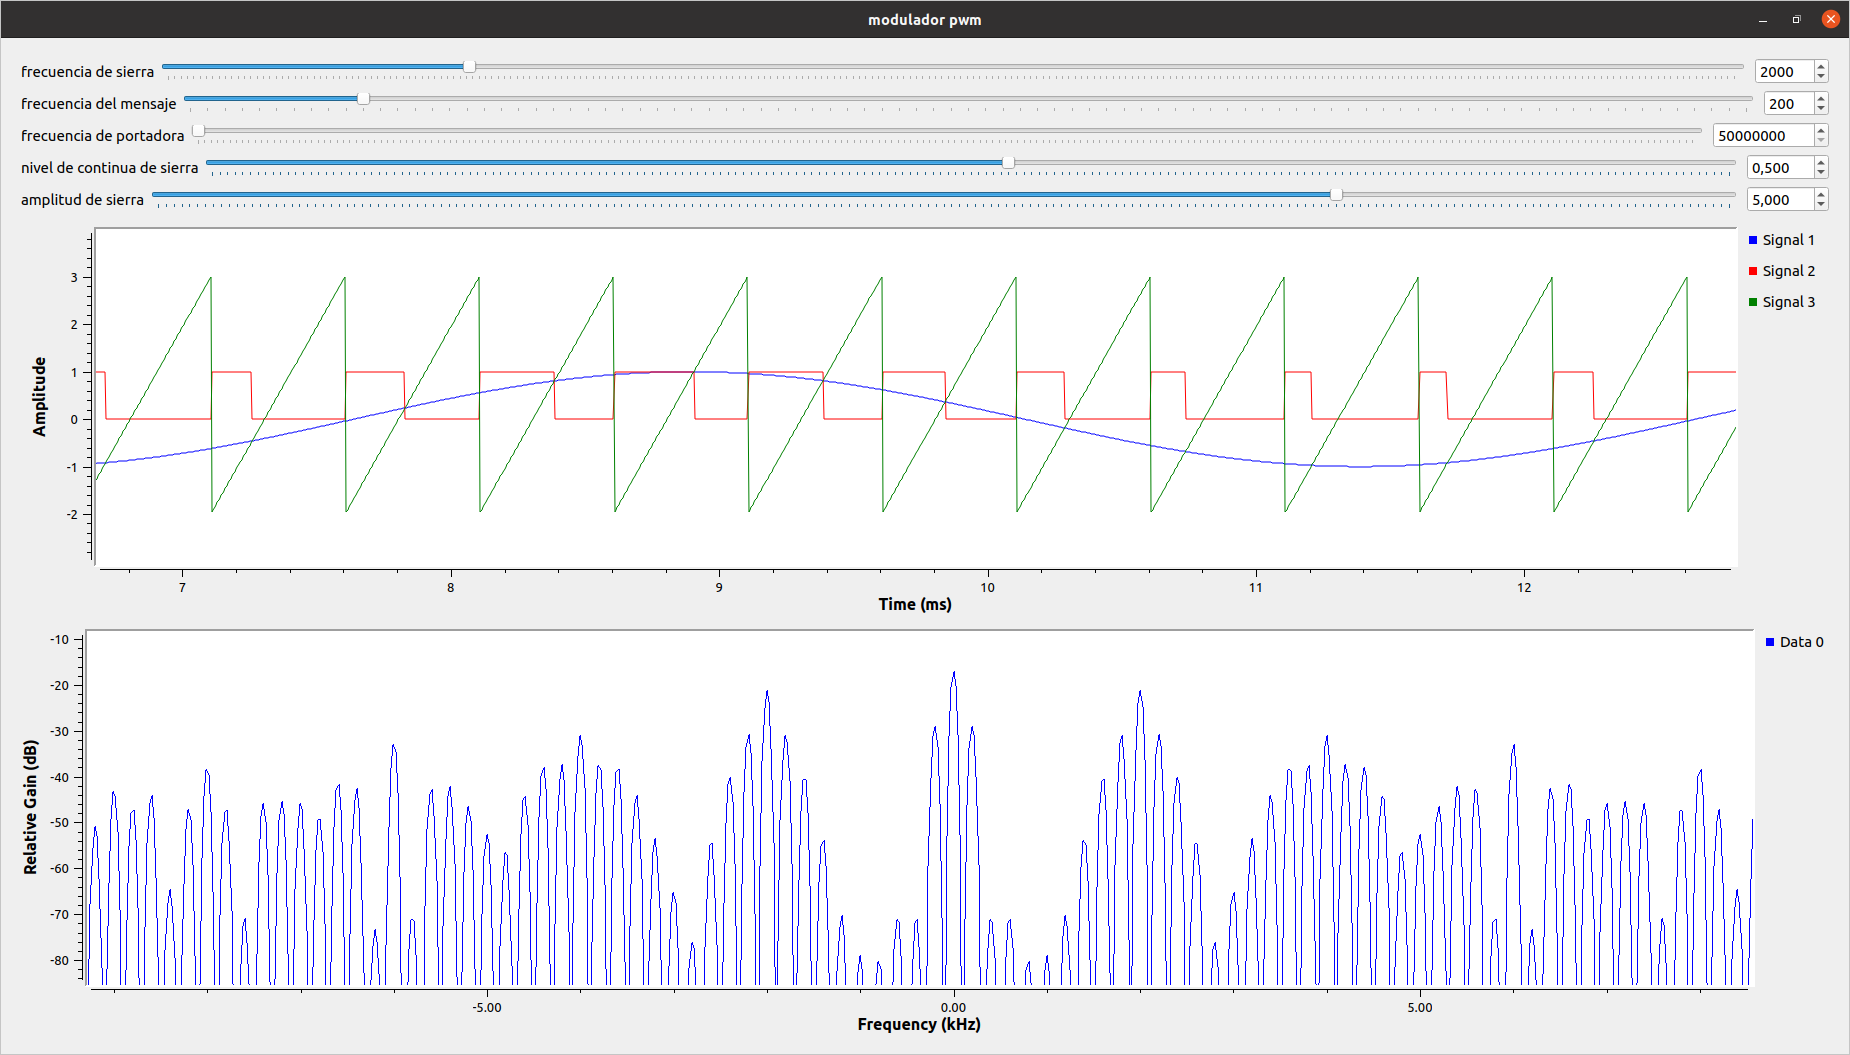 modulador pwm
frecuencia de sierra 2000
frecuencia del mensaje 200
frecuencia de portadora 50000000
nivel de continua de sierra 0,500
amplitud de sierra 5,000
Signal 1
Signal 2
Signal 3
Amplitude
3
2
1
0
-1
-2
7 8 9 10 11 12
Time (ms)
Data 0
Relative Gain (dB)
-10
-20
-30
-40
-50
-60
-70
-80
-5.00 0.00 5.00
Frequency (kHz)